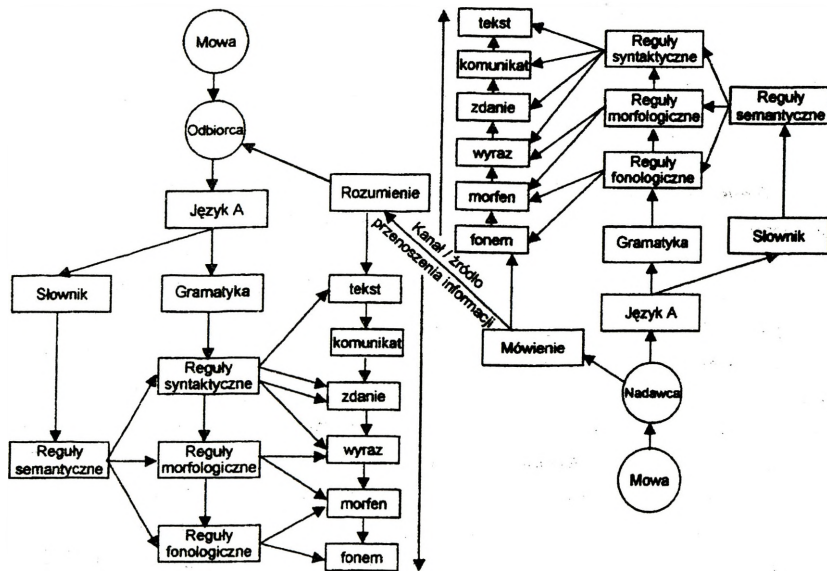 Mowa
Odbiorca
Język A
Słownik
Gramatyka
Reguły
syntaktyczne
Reguły
semantyczne
Reguły
morfologiczne
Reguły
fonologiczne
Rozumienie
tekst
komunikat
zdanie
wyraz
morfen
fonem
Kanał / źródło
przenoszenia informacji
tekst
komunikat
zdanie
wyraz
morfen
fonem
Reguły
syntaktyczne
Reguły
morfologiczne
Reguły
fonologiczne
Reguły
semantyczne
Gramatyka
Słownik
Język A
Mówienie
Nadawca
Mowa